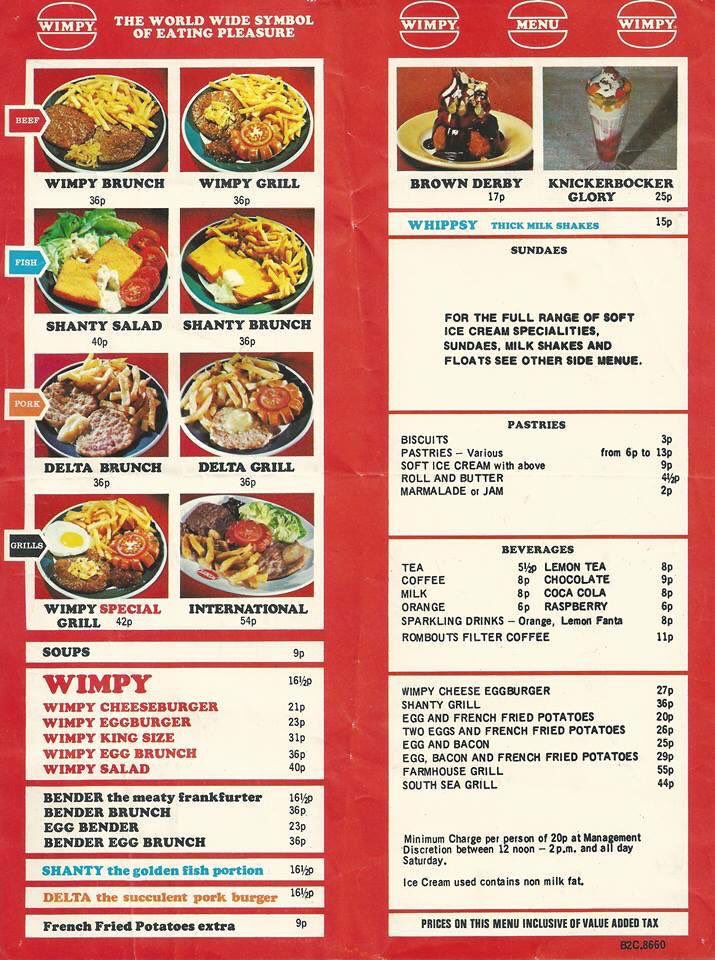 WIMPY
THE WORLD WIDE SYMBOL
OF EATING PLEASURE
BEEF
WIMPY BRUNCH
36p
WIMPY GRILL
36p
FISH
SHANTY SALAD
40p
SHANTY BRUNCH
36p
PORK
DELTA BRUNCH
36p
DELTA GRILL
36p
GRILLS
WIMPY SPECIAL
GRILL 42p
INTERNATIONAL
54p
SOUPS 9p
WIMPY 16½p
WIMPY CHEESEBURGER 21p
WIMPY EGGBURGER 23p
WIMPY KING SIZE 31p
WIMPY EGG BRUNCH 36p
WIMPY SALAD 40p
BENDER the meaty frankfurter 16½p
BENDER BRUNCH 36p
EGG BENDER 23p
BENDER EGG BRUNCH 36p
SHANTY the golden fish portion 16½p
DELTA the succulent pork burger 16½p
French Fried Potatoes extra 9p
WIMPY MENU WIMPY
BROWN DERBY
17p
KNICKERBOCKER
GLORY 25p
WHIPPSY THICK MILK SHAKES 15p
SUNDAES
FOR THE FULL RANGE OF SOFT
ICE CREAM SPECIALITIES,
SUNDAES, MILK SHAKES AND
FLOATS SEE OTHER SIDE MENUE.
PASTRIES
BISCUITS 3p
PASTRIES – Various from 6p to 13p
SOFT ICE CREAM with above 9p
ROLL AND BUTTER 4½p
MARMALADE or JAM 2p
BEVERAGES
TEA 5½p LEMON TEA 8p
COFFEE 8p CHOCOLATE 9p
MILK 8p COCA COLA 8p
ORANGE 6p RASPBERRY 6p
SPARKLING DRINKS – Orange, Lemon Fanta 8p
ROMBOUTS FILTER COFFEE 11p
WIMPY CHEESE EGGBURGER 27p
SHANTY GRILL 36p
EGG AND FRENCH FRIED POTATOES 20p
TWO EGGS AND FRENCH FRIED POTATOES 26p
EGG AND BACON 25p
EGG, BACON AND FRENCH FRIED POTATOES 29p
FARMHOUSE GRILL 55p
SOUTH SEA GRILL 44p
Minimum Charge per person of 20p at Management
Discretion between 12 noon – 2p.m. and all day
Saturday.
Ice Cream used contains non milk fat.
PRICES ON THIS MENU INCLUSIVE OF VALUE ADDED TAX
B2C.8660